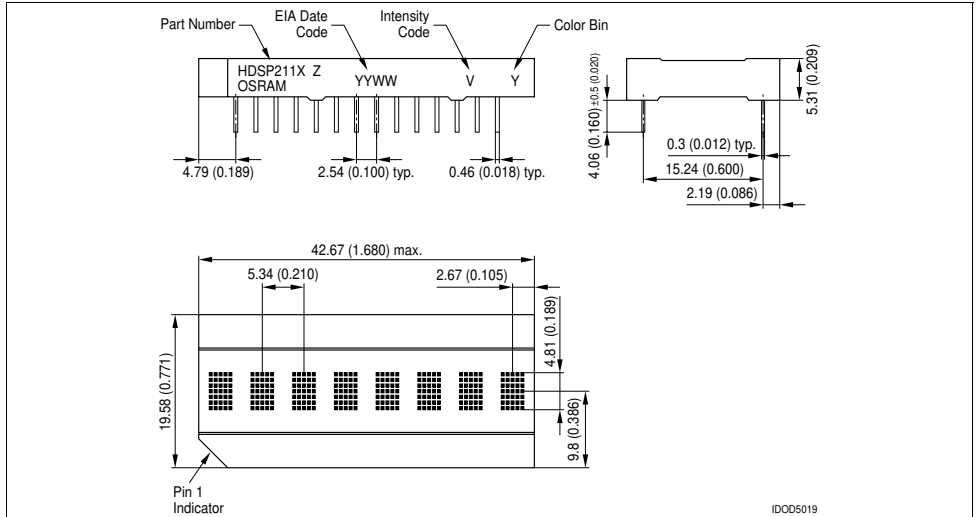 Part Number
EIA Date
Code
Intensity
Code
Color Bin
HDSP211X Z
OSRAM
YYWW
V
Y
4.79 (0.189)
2.54 (0.100) typ.
0.46 (0.018) typ.
4.06 (0.160) ±0.5 (0.020)
5.31 (0.209)
0.3 (0.012) typ.
15.24 (0.600)
2.19 (0.086)
42.67 (1.680) max.
5.34 (0.210)
2.67 (0.105)
4.81 (0.189)
19.58 (0.771)
9.8 (0.386)
Pin 1
Indicator
IDOD5019